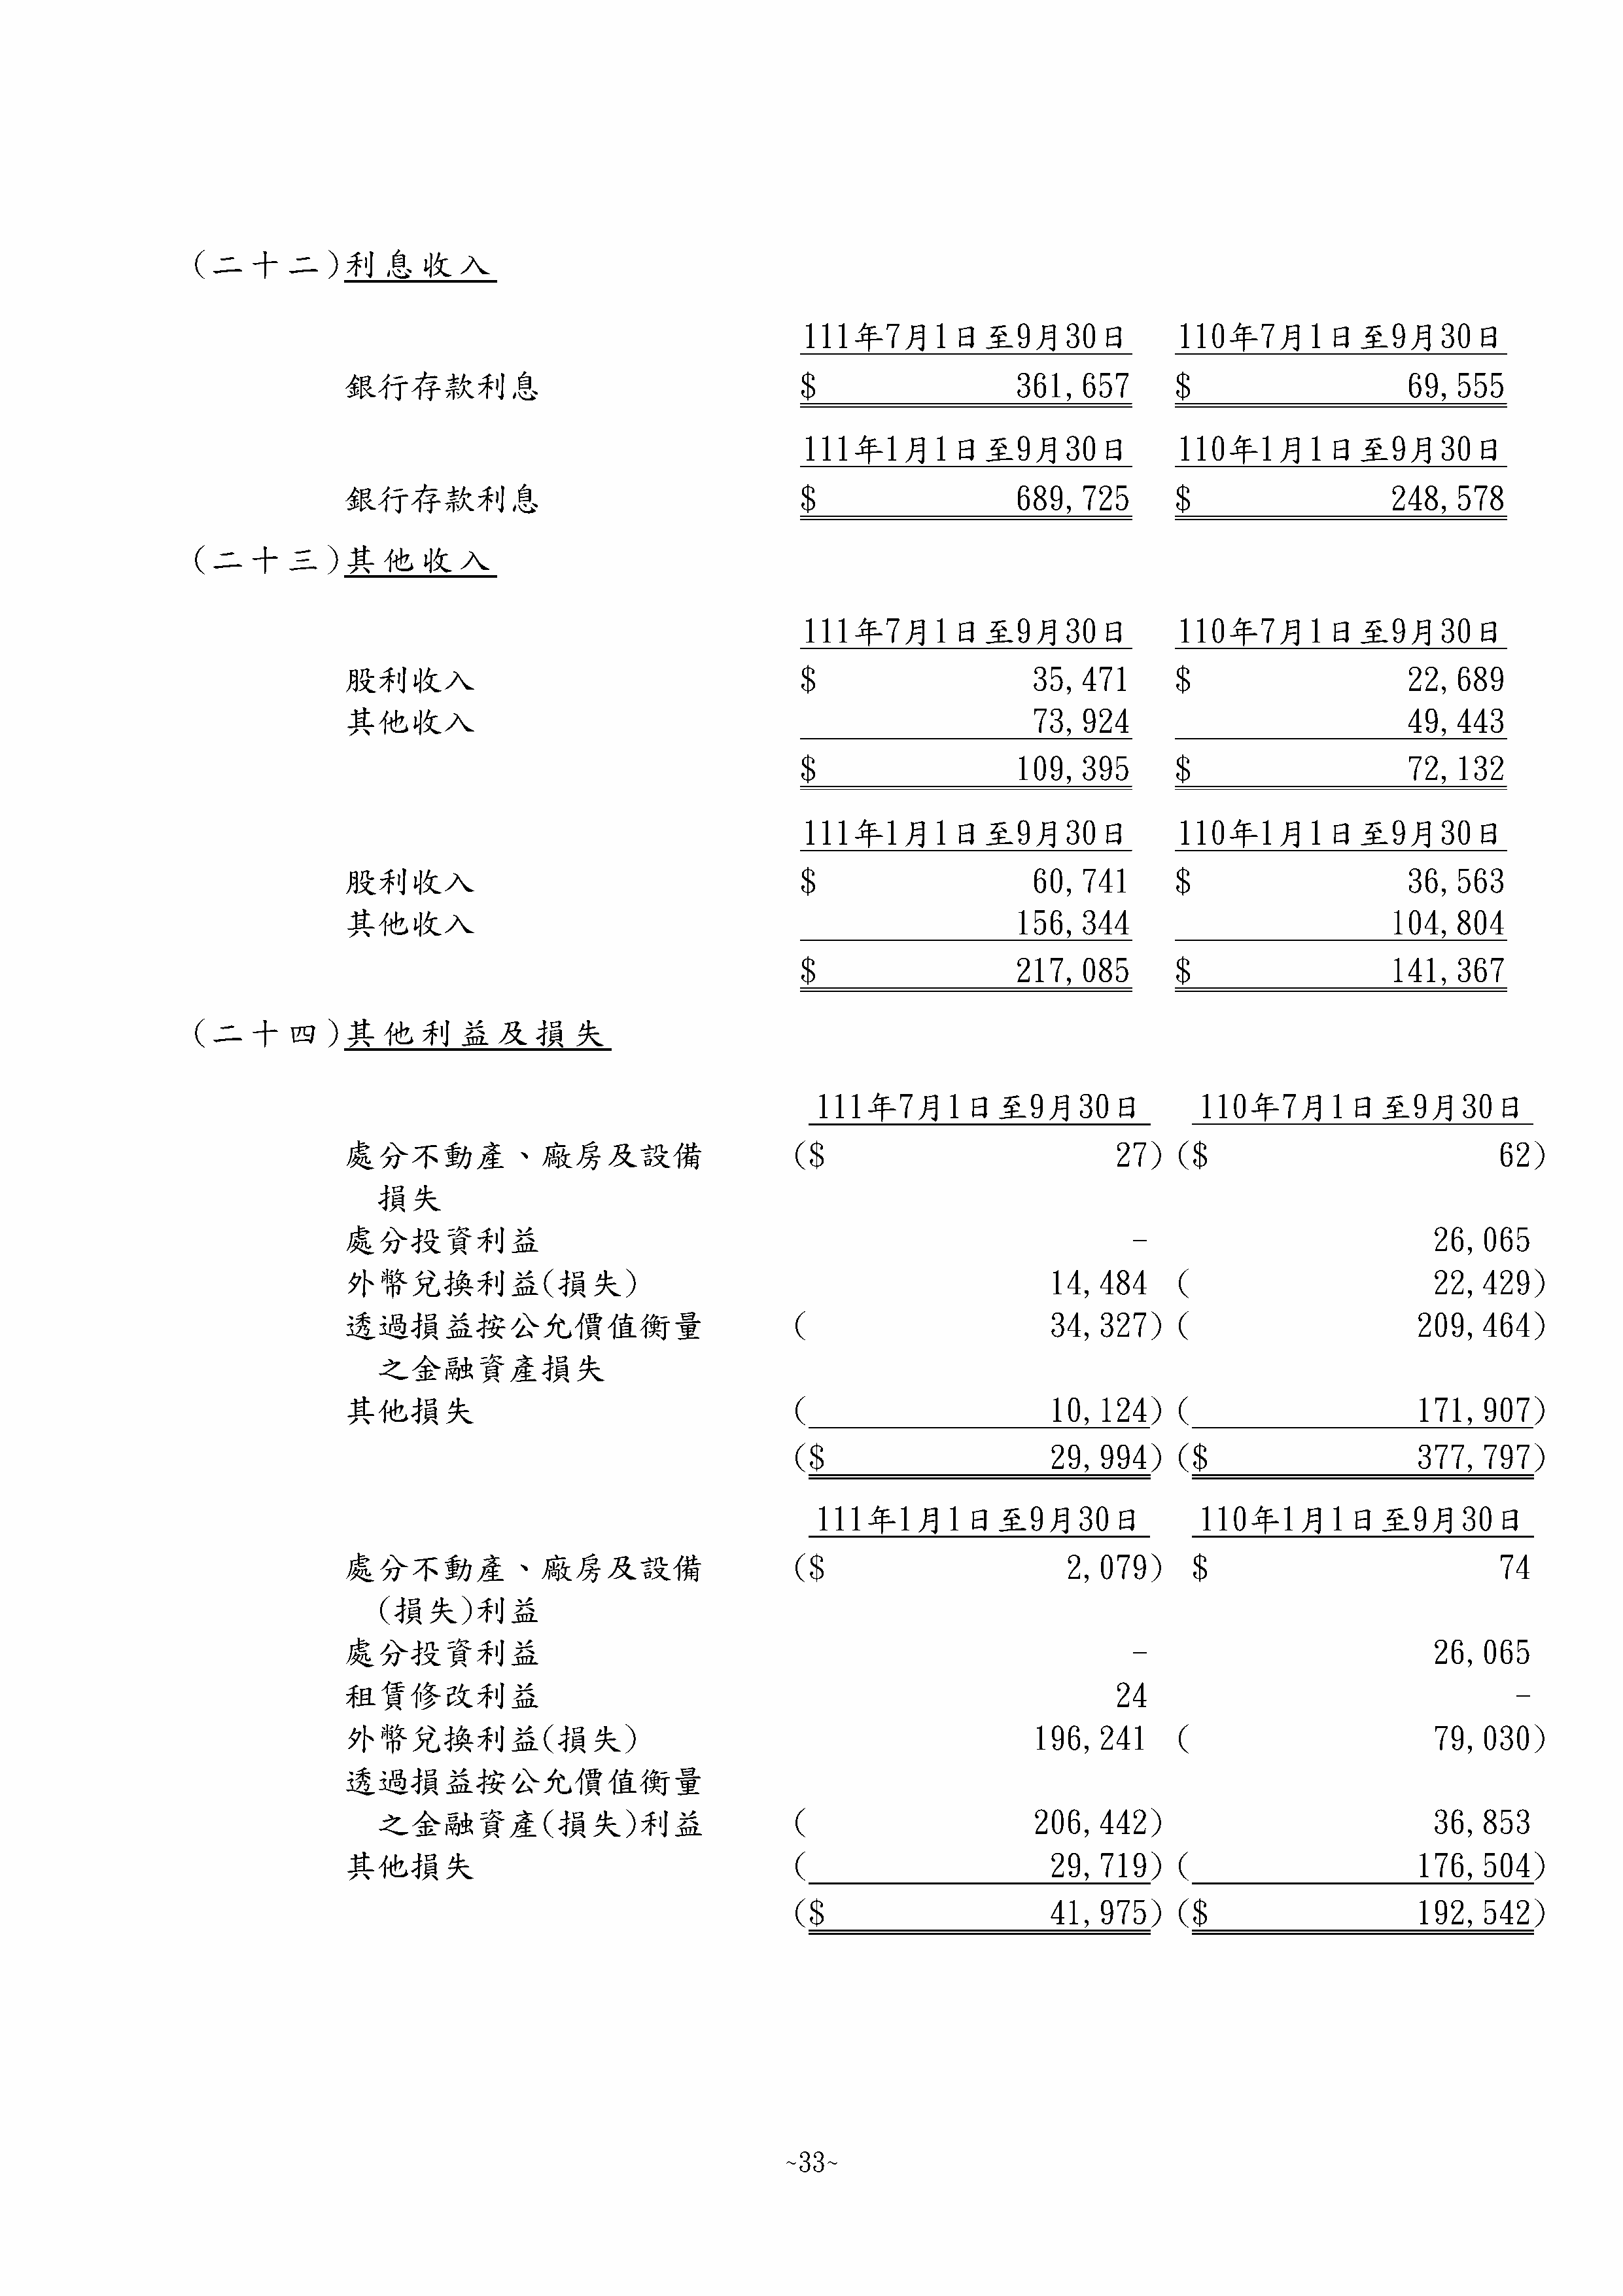 (二十二)利息收入
111年7月1日至9月30日 110年7月1日至9月30日
銀行存款利息 $ 361,657 $ 69,555
111年1月1日至9月30日 110年1月1日至9月30日
銀行存款利息 $ 689,725 $ 248,578
(二十三)其他收入
111年7月1日至9月30日 110年7月1日至9月30日
股利收入 $ 35,471 $ 22,689
其他收入 73,924 49,443
$ 109,395 $ 72,132
111年1月1日至9月30日 110年1月1日至9月30日
股利收入 $ 60,741 $ 36,563
其他收入 156,344 104,804
$ 217,085 $ 141,367
(二十四)其他利益及損失
111年7月1日至9月30日 110年7月1日至9月30日
處分不動產、廠房及設備 ($ 27) ($ 62)
損失
處分投資利益 - 26,065
外幣兌換利益(損失) 14,484 ( 22,429)
透過損益按公允價值衡量 ( 34,327) ( 209,464)
之金融資產損失
其他損失 ( 10,124) ( 171,907)
($ 29,994) ($ 377,797)
111年1月1日至9月30日 110年1月1日至9月30日
處分不動產、廠房及設備 ($ 2,079) $ 74
(損失)利益
處分投資利益 - 26,065
租賃修改利益 24 -
外幣兌換利益(損失) 196,241 ( 79,030)
透過損益按公允價值衡量
之金融資產(損失)利益 ( 206,442) 36,853
其他損失 ( 29,719) ( 176,504)
($ 41,975) ($ 192,542)
~33~